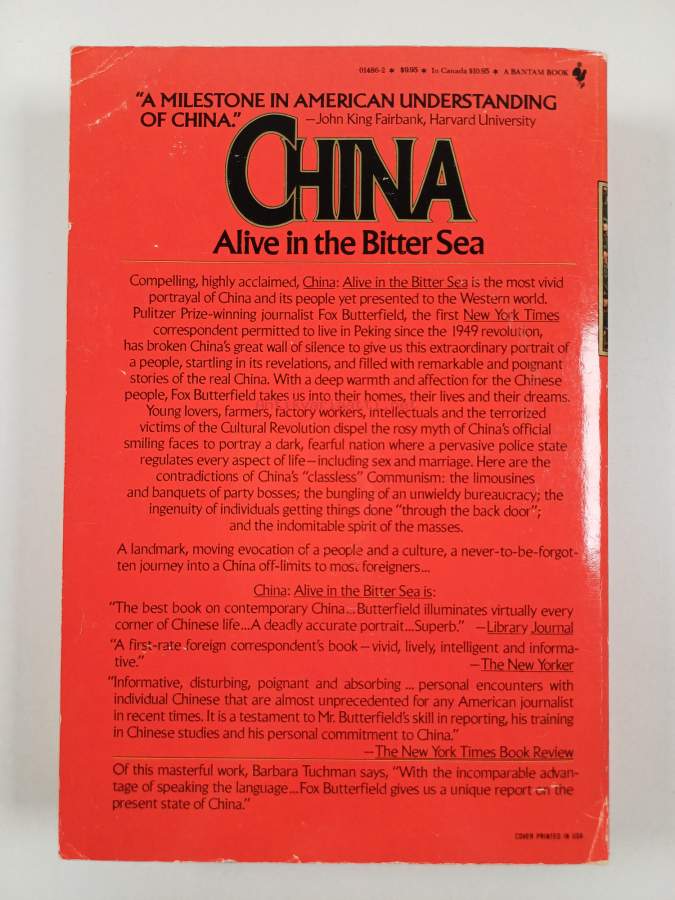 01486-2 * $9.95 * In Canada $10.95 * A BANTAM BOOK
"A MILESTONE IN AMERICAN UNDERSTANDING
OF CHINA."
—John King Fairbank, Harvard University
CHINA
Alive in the Bitter Sea
Compelling, highly acclaimed, China: Alive in the Bitter Sea is the most vivid
portrayal of China and its people yet presented to the Western world.
Pulitzer Prize-winning journalist Fox Butterfield, the first New York Times
correspondent permitted to live in Peking since the 1949 revolution,
has broken China's great wall of silence to give us this extraordinary portrait of
a people, startling in its revelations, and filled with remarkable and poignant
stories of the real China. With a deep warmth and affection for the Chinese
people, Fox Butterfield takes us into their homes, their lives and their dreams.
Young lovers, farmers, factory workers, intellectuals and the terrorized
victims of the Cultural Revolution dispel the rosy myth of China's official
smiling faces to portray a dark, fearful nation where a pervasive police state
regulates every aspect of life—including sex and marriage. Here are the
contradictions of China's "classless" Communism: the limousines
and banquets of party bosses; the bungling of an unwieldy bureaucracy; the
ingenuity of individuals getting things done "through the back door";
and the indomitable spirit of the masses.
A landmark, moving evocation of a people and a culture, a never-to-be-forgot-
ten journey into a China off-limits to most foreigners...
China: Alive in the Bitter Sea is:
"The best book on contemporary China...Butterfield illuminates virtually every
corner of Chinese life...A deadly accurate portrait...Superb." —Library Journal
"A first-rate foreign correspondent's book—vivid, lively, intelligent and informa-
tive." —The New Yorker
"Informative, disturbing, poignant and absorbing ... personal encounters with
individual Chinese that are almost unprecedented for any American journalist
in recent times. It is a testament to Mr. Butterfield's skill in reporting, his training
in Chinese studies and his personal commitment to China."
—The New York Times Book Review
Of this masterful work, Barbara Tuchman says, "With the incomparable advan-
tage of speaking the language...Fox Butterfield gives us a unique report on the
present state of China."
COVER PRINTED IN USA